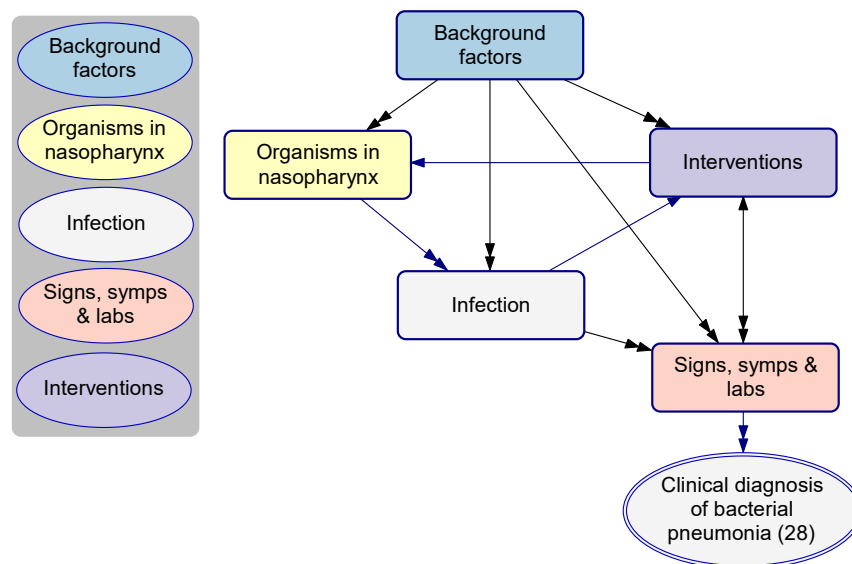 Background
factors
Organisms in
nasopharynx
Infection
Signs, symps
& labs
Interventions
Background
factors
Organisms in
nasopharynx
Interventions
Infection
Signs, symps &
labs
Clinical diagnosis
of bacterial
pneumonia (28)